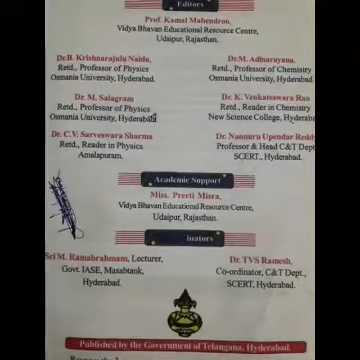 Editors
Prof. Kamal Mahendroo,
Vidya Bhavan Educational Resource Centre,
Udaipur, Rajasthan.
Dr.B. Krishnarajulu Naidu,
Retd., Professor of Physics
Osmania University, Hyderabad.
Dr.M. Adinarayana,
Retd., Professor of Chemistry
Osmania University, Hyderabad.
Dr. M. Salagram
Retd., Professor of Physics
Osmania University, Hyderabad
Dr. K. Venkateswara Rao
Retd., Reader in Chemistry
New Science College, Hyderaba
Dr. C.V. Sarveswara Sharma
Retd., Reader in Physics
Amalapuram.
Dr. Nannuru Upendar Reddy
Professor & Head C&T Dept
SCERT., Hyderabad.
Academic Support
Miss. Preeti Misra,
Vidya Bhavan Educational Resource Centre,
Udaipur, Rajasthan.
inators
Sri M. Ramabrahmam, Lecturer,
Govt. IASE, Masabtank,
Hyderabad.
Dr. TVS Ramesh,
Co-ordinator, C&T Dept.,
SCERT, Hyderabad.
Published by the Government of Telangana, Hyderabad.